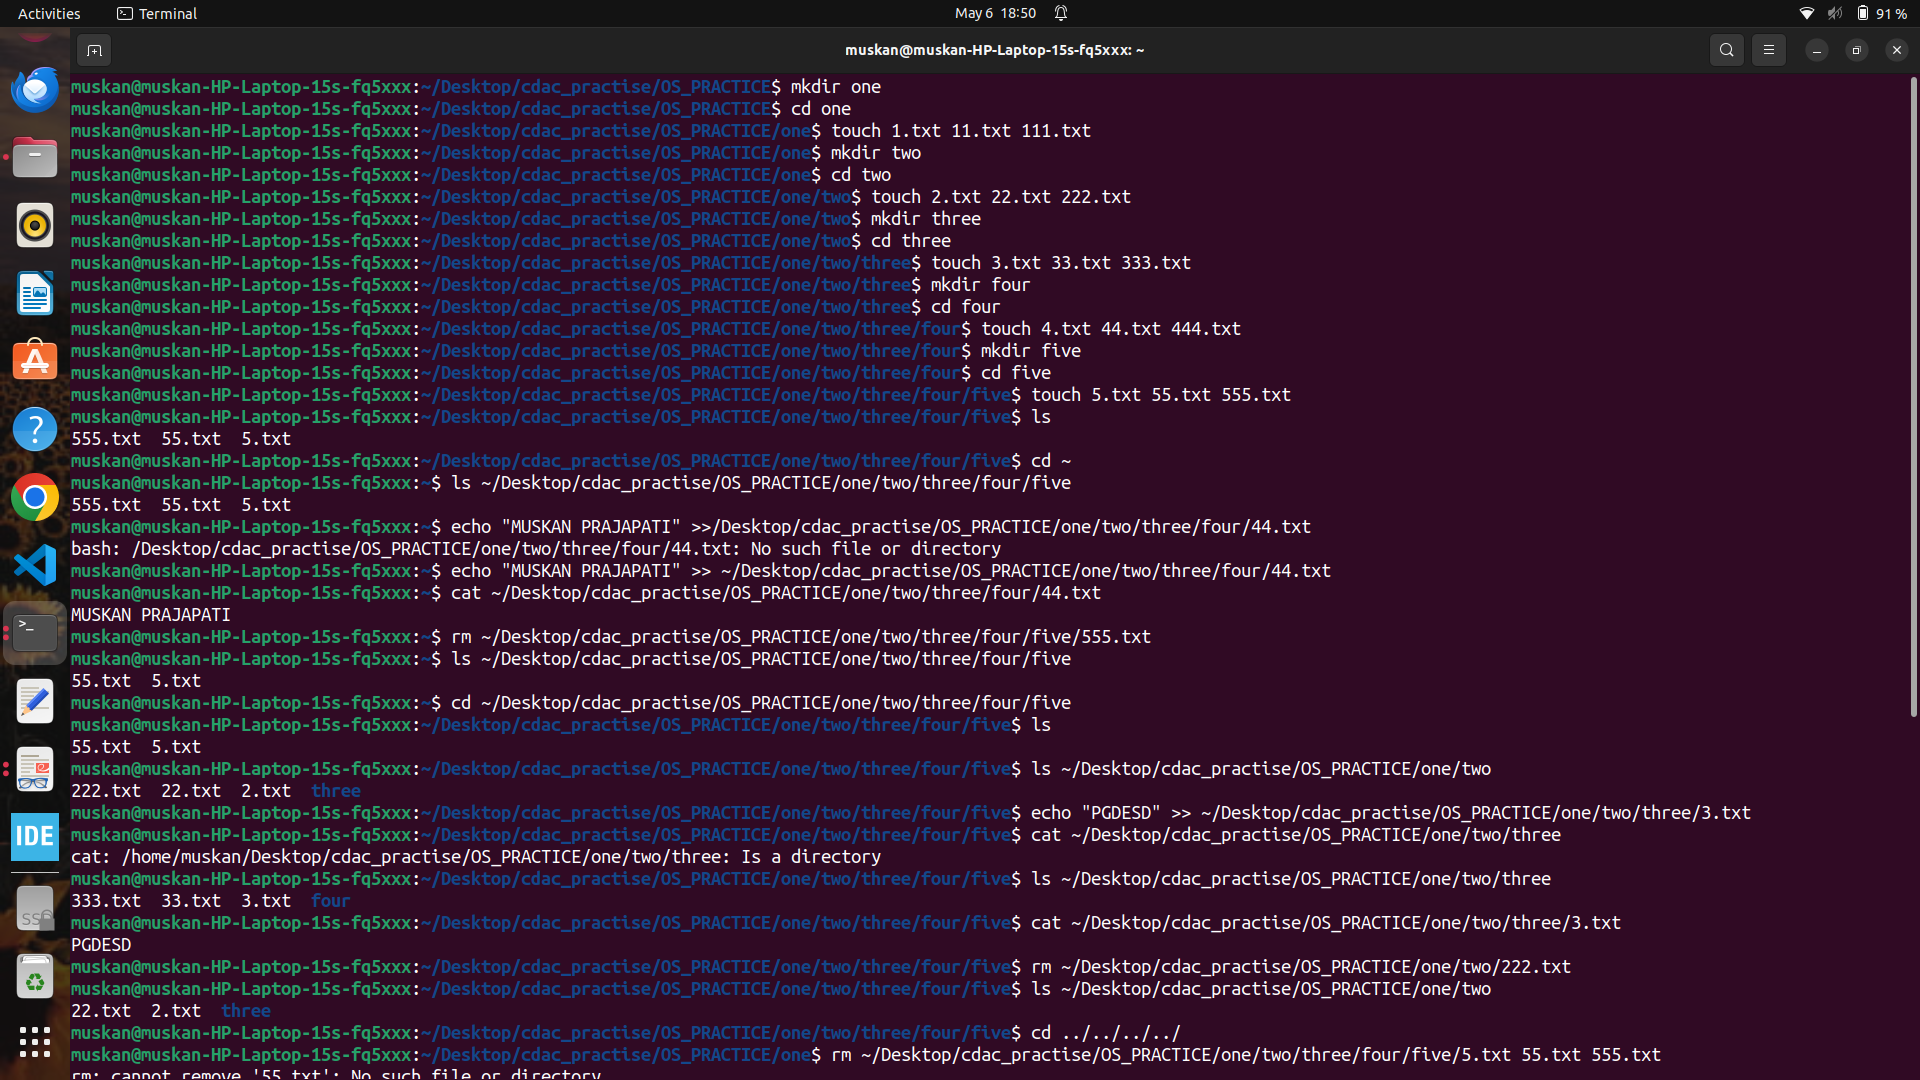 Activities Terminal May 6 18:50 91 %
muskan@muskan-HP-Laptop-15s-fq5xxx: ~
muskan@muskan-HP-Laptop-15s-fq5xxx:~/Desktop/cdac_practise/OS_PRACTICE$ mkdir one
muskan@muskan-HP-Laptop-15s-fq5xxx:~/Desktop/cdac_practise/OS_PRACTICE$ cd one
muskan@muskan-HP-Laptop-15s-fq5xxx:~/Desktop/cdac_practise/OS_PRACTICE/one$ touch 1.txt 11.txt 111.txt
muskan@muskan-HP-Laptop-15s-fq5xxx:~/Desktop/cdac_practise/OS_PRACTICE/one$ mkdir two
muskan@muskan-HP-Laptop-15s-fq5xxx:~/Desktop/cdac_practise/OS_PRACTICE/one$ cd two
muskan@muskan-HP-Laptop-15s-fq5xxx:~/Desktop/cdac_practise/OS_PRACTICE/one/two$ touch 2.txt 22.txt 222.txt
muskan@muskan-HP-Laptop-15s-fq5xxx:~/Desktop/cdac_practise/OS_PRACTICE/one/two$ mkdir three
muskan@muskan-HP-Laptop-15s-fq5xxx:~/Desktop/cdac_practise/OS_PRACTICE/one/two$ cd three
muskan@muskan-HP-Laptop-15s-fq5xxx:~/Desktop/cdac_practise/OS_PRACTICE/one/two/three$ touch 3.txt 33.txt 333.txt
muskan@muskan-HP-Laptop-15s-fq5xxx:~/Desktop/cdac_practise/OS_PRACTICE/one/two/three$ mkdir four
muskan@muskan-HP-Laptop-15s-fq5xxx:~/Desktop/cdac_practise/OS_PRACTICE/one/two/three$ cd four
muskan@muskan-HP-Laptop-15s-fq5xxx:~/Desktop/cdac_practise/OS_PRACTICE/one/two/three/four$ touch 4.txt 44.txt 444.txt
muskan@muskan-HP-Laptop-15s-fq5xxx:~/Desktop/cdac_practise/OS_PRACTICE/one/two/three/four$ mkdir five
muskan@muskan-HP-Laptop-15s-fq5xxx:~/Desktop/cdac_practise/OS_PRACTICE/one/two/three/four$ cd five
muskan@muskan-HP-Laptop-15s-fq5xxx:~/Desktop/cdac_practise/OS_PRACTICE/one/two/three/four/five$ touch 5.txt 55.txt 555.txt
muskan@muskan-HP-Laptop-15s-fq5xxx:~/Desktop/cdac_practise/OS_PRACTICE/one/two/three/four/five$ ls
555.txt  55.txt  5.txt
muskan@muskan-HP-Laptop-15s-fq5xxx:~/Desktop/cdac_practise/OS_PRACTICE/one/two/three/four/five$ cd ~
muskan@muskan-HP-Laptop-15s-fq5xxx:~$ ls ~/Desktop/cdac_practise/OS_PRACTICE/one/two/three/four/five
555.txt  55.txt  5.txt
muskan@muskan-HP-Laptop-15s-fq5xxx:~$ echo "MUSKAN PRAJAPATI" >>/Desktop/cdac_practise/OS_PRACTICE/one/two/three/four/44.txt
bash: /Desktop/cdac_practise/OS_PRACTICE/one/two/three/four/44.txt: No such file or directory
muskan@muskan-HP-Laptop-15s-fq5xxx:~$ echo "MUSKAN PRAJAPATI" >> ~/Desktop/cdac_practise/OS_PRACTICE/one/two/three/four/44.txt
muskan@muskan-HP-Laptop-15s-fq5xxx:~$ cat ~/Desktop/cdac_practise/OS_PRACTICE/one/two/three/four/44.txt
MUSKAN PRAJAPATI
muskan@muskan-HP-Laptop-15s-fq5xxx:~$ rm ~/Desktop/cdac_practise/OS_PRACTICE/one/two/three/four/five/555.txt
muskan@muskan-HP-Laptop-15s-fq5xxx:~$ ls ~/Desktop/cdac_practise/OS_PRACTICE/one/two/three/four/five
55.txt  5.txt
muskan@muskan-HP-Laptop-15s-fq5xxx:~$ cd ~/Desktop/cdac_practise/OS_PRACTICE/one/two/three/four/five
muskan@muskan-HP-Laptop-15s-fq5xxx:~/Desktop/cdac_practise/OS_PRACTICE/one/two/three/four/five$ ls
55.txt  5.txt
muskan@muskan-HP-Laptop-15s-fq5xxx:~/Desktop/cdac_practise/OS_PRACTICE/one/two/three/four/five$ ls ~/Desktop/cdac_practise/OS_PRACTICE/one/two
222.txt  22.txt  2.txt  three
muskan@muskan-HP-Laptop-15s-fq5xxx:~/Desktop/cdac_practise/OS_PRACTICE/one/two/three/four/five$ echo "PGDESD" >> ~/Desktop/cdac_practise/OS_PRACTICE/one/two/three/3.txt
muskan@muskan-HP-Laptop-15s-fq5xxx:~/Desktop/cdac_practise/OS_PRACTICE/one/two/three/four/five$ cat ~/Desktop/cdac_practise/OS_PRACTICE/one/two/three
cat: /home/muskan/Desktop/cdac_practise/OS_PRACTICE/one/two/three: Is a directory
muskan@muskan-HP-Laptop-15s-fq5xxx:~/Desktop/cdac_practise/OS_PRACTICE/one/two/three/four/five$ ls ~/Desktop/cdac_practise/OS_PRACTICE/one/two/three
333.txt  33.txt  3.txt  four
muskan@muskan-HP-Laptop-15s-fq5xxx:~/Desktop/cdac_practise/OS_PRACTICE/one/two/three/four/five$ cat ~/Desktop/cdac_practise/OS_PRACTICE/one/two/three/3.txt
PGDESD
muskan@muskan-HP-Laptop-15s-fq5xxx:~/Desktop/cdac_practise/OS_PRACTICE/one/two/three/four/five$ rm ~/Desktop/cdac_practise/OS_PRACTICE/one/two/222.txt
muskan@muskan-HP-Laptop-15s-fq5xxx:~/Desktop/cdac_practise/OS_PRACTICE/one/two/three/four/five$ ls ~/Desktop/cdac_practise/OS_PRACTICE/one/two
22.txt  2.txt  three
muskan@muskan-HP-Laptop-15s-fq5xxx:~/Desktop/cdac_practise/OS_PRACTICE/one/two/three/four/five$ cd ../../../../
muskan@muskan-HP-Laptop-15s-fq5xxx:~/Desktop/cdac_practise/OS_PRACTICE/one$ rm ~/Desktop/cdac_practise/OS_PRACTICE/one/two/three/four/five/5.txt 55.txt 555.txt
rm: cannot remove '55.txt': No such file or directory
IDE
SS